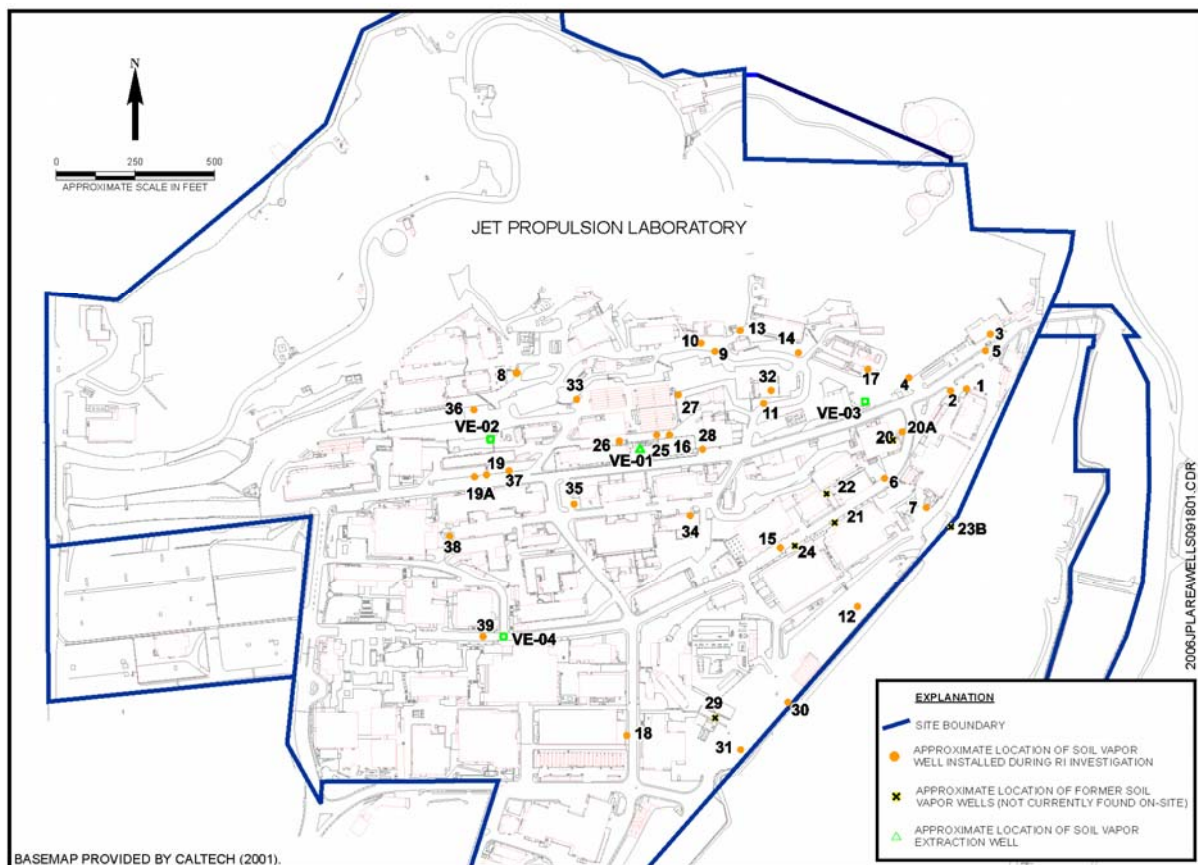 N
0 250 500
APPROXIMATE SCALE IN FEET
JET PROPULSION LABORATORY
13
3
10
9
14
5
8
17
4
1
33
32
2
27
11
36
VE-03
VE-02
20A
20
26
25
16
28
VE-01
19
37
6
19A
22
35
7
34
21
23B
38
15
24
12
39
VE-04
30
29
18
31
2006JPLAREAWELLS091801.CDR
EXPLANATION
SITE BOUNDARY
APPROXIMATE LOCATION OF SOIL VAPOR
WELL INSTALLED DURING RI INVESTIGATION
APPROXIMATE LOCATION OF FORMER SOIL
VAPOR WELLS (NOT CURRENTLY FOUND ON-SITE)
APPROXIMATE LOCATION OF SOIL VAPOR
EXTRACTION WELL
BASEMAP PROVIDED BY CALTECH (2001).